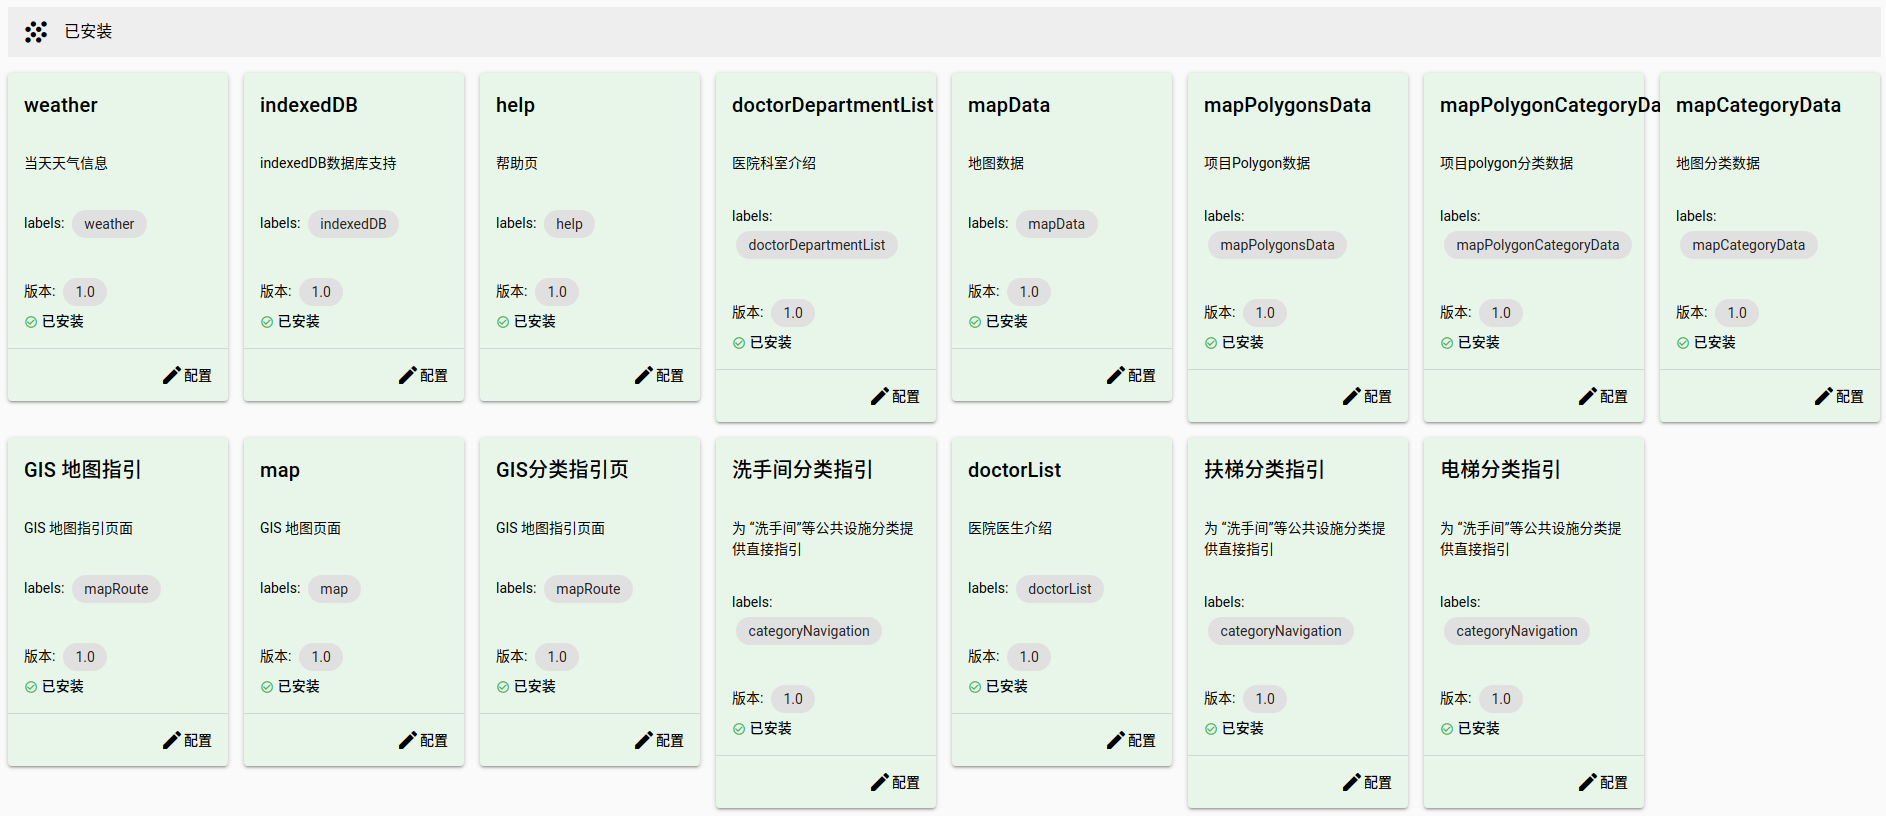 已安装
weather
当天天气信息
labels: weather
版本: 1.0
已安装
配置
indexedDB
indexedDB数据库支持
labels: indexedDB
版本: 1.0
已安装
配置
help
帮助页
labels: help
版本: 1.0
已安装
配置
doctorDepartmentList
医院科室介绍
labels:
doctorDepartmentList
版本: 1.0
已安装
配置
mapData
地图数据
labels: mapData
版本: 1.0
已安装
配置
mapPolygonsData
项目Polygon数据
labels:
mapPolygonsData
版本: 1.0
已安装
配置
mapPolygonCategoryDa
项目polygon分类数据
labels:
mapPolygonCategoryData
版本: 1.0
已安装
配置
mapCategoryData
地图分类数据
labels:
mapCategoryData
版本: 1.0
已安装
配置
GIS 地图指引
GIS 地图指引页面
labels: mapRoute
版本: 1.0
已安装
配置
map
GIS 地图页面
labels: map
版本: 1.0
已安装
配置
GIS分类指引页
GIS 地图指引页面
labels: mapRoute
版本: 1.0
已安装
配置
洗手间分类指引
为 “洗手间”等公共设施分类提
供直接指引
labels:
categoryNavigation
版本: 1.0
已安装
配置
doctorList
医院医生介绍
labels: doctorList
版本: 1.0
已安装
配置
扶梯分类指引
为 “洗手间”等公共设施分类提
供直接指引
labels:
categoryNavigation
版本: 1.0
已安装
配置
电梯分类指引
为 “洗手间”等公共设施分类提
供直接指引
labels:
categoryNavigation
版本: 1.0
已安装
配置